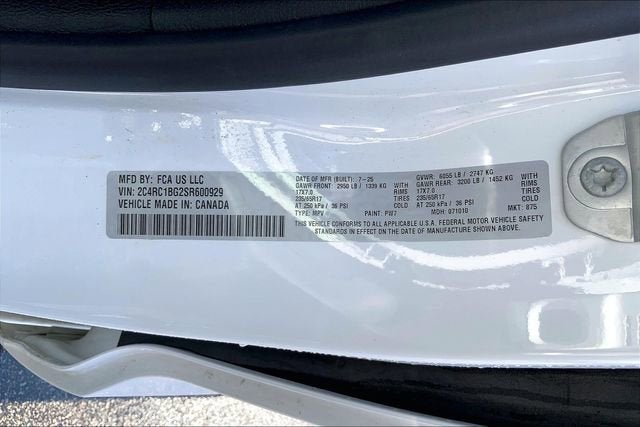 MFD BY: FCA US LLC
VIN: 2C4RC1BG2SR600929
VEHICLE MADE IN: CANADA
DATE OF MFR (BUILT): 7-25 GVWR: 6055 LB / 2747 KG
GAWR FRONT: 2950 LB / 1339 KG WITH GAWR REAR: 3200 LB / 1452 KG WITH
17X7.0 RIMS 17X7.0 RIMS
235/65R17 TIRES 235/65R17 TIRES
AT 250 kPa / 36 PSI COLD AT 250 kPa / 36 PSI COLD
TYPE: MPV PAINT: PW7 MDH: 071010 MKT: 875
THIS VEHICLE CONFORMS TO ALL APPLICABLE U.S.A. FEDERAL MOTOR VEHICLE SAFETY
STANDARDS IN EFFECT ON THE DATE OF MANUFACTURE SHOWN ABOVE.